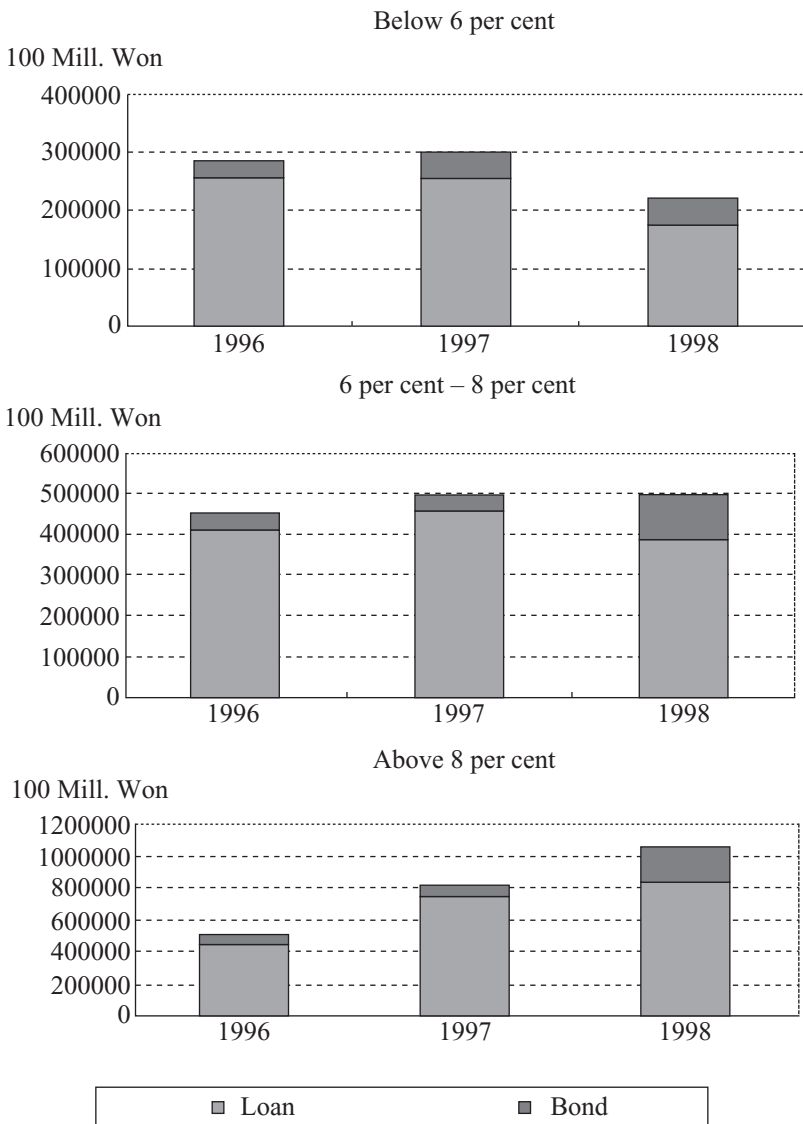 Below 6 per cent
100 Mill. Won
400000
300000
200000
100000
0
1996 1997 1998
6 per cent – 8 per cent
100 Mill. Won
600000
500000
400000
300000
200000
100000
0
1996 1997 1998
Above 8 per cent
100 Mill. Won
1200000
1000000
800000
600000
400000
200000
0
1996 1997 1998
Loan Bond